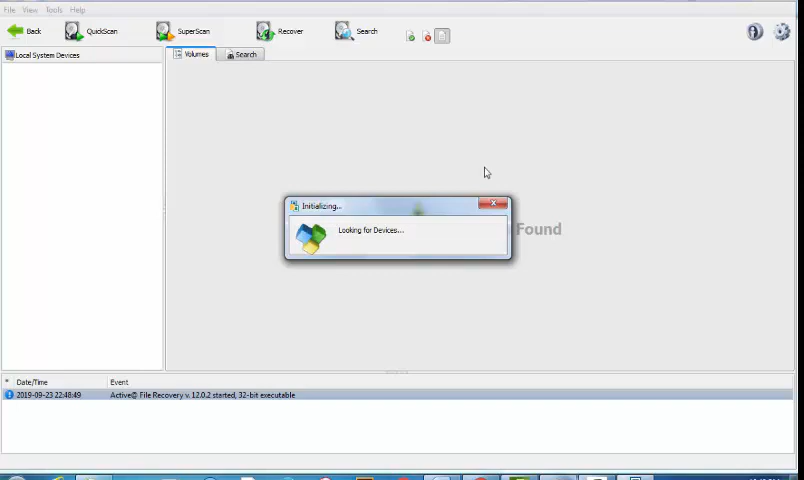 File View Tools Help
Back QuickScan SuperScan Recover Search
Local System Devices Volumes Search
Initializing...
Looking for Devices...
Found
* Date/Time Event
2019-09-23 22:48:49 Active@ File Recovery v. 12.0.2 started, 32-bit executable